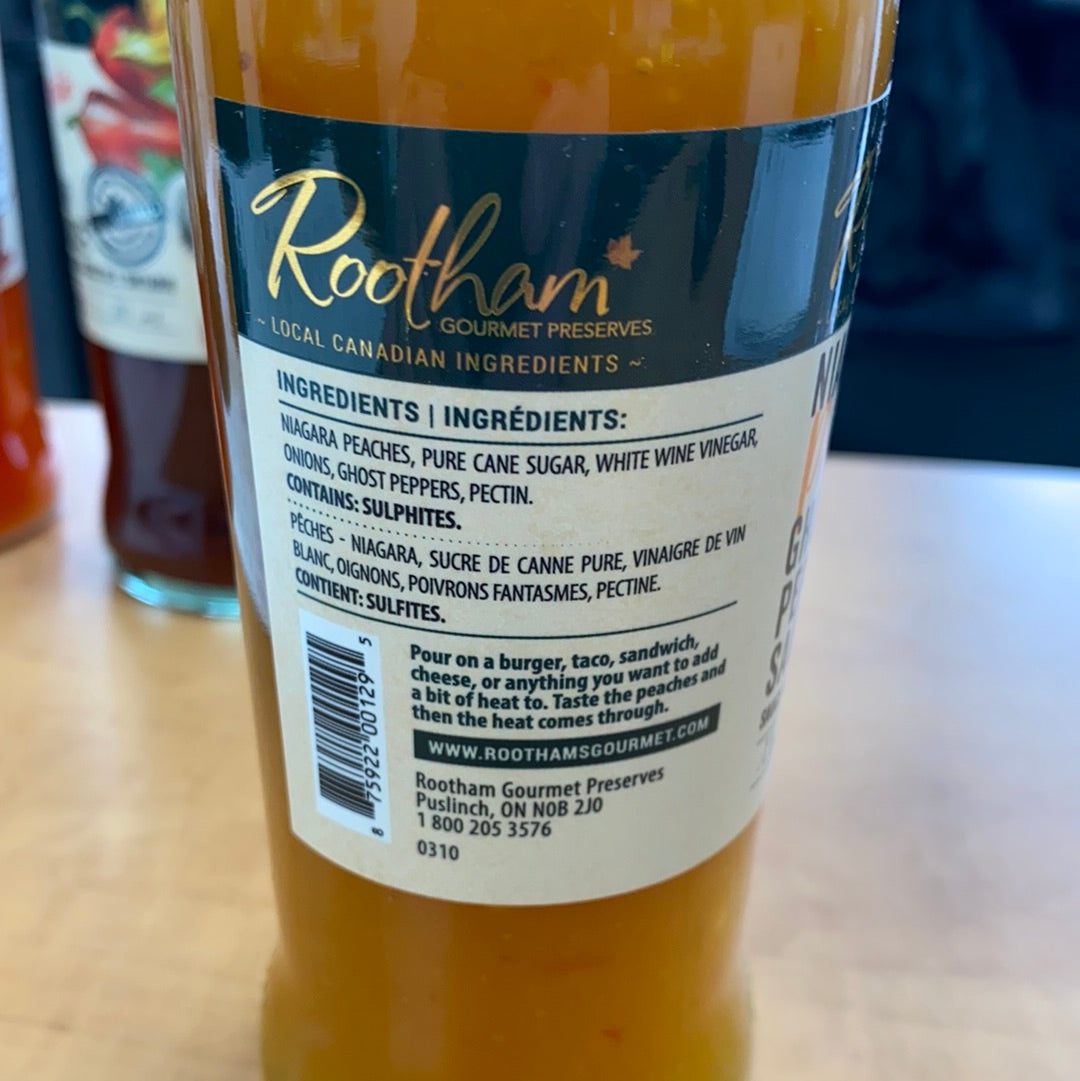 Rootham
GOURMET PRESERVES
~ LOCAL CANADIAN INGREDIENTS ~
INGREDIENTS | INGRÉDIENTS:
NIAGARA PEACHES, PURE CANE SUGAR, WHITE WINE VINEGAR,
ONIONS, GHOST PEPPERS, PECTIN.
CONTAINS: SULPHITES.
PÊCHES - NIAGARA, SUCRE DE CANNE PURE, VINAIGRE DE VIN
BLANC, OIGNONS, POIVRONS FANTASMES, PECTINE.
CONTIENT: SULFITES.
8 75922 00129 5
Pour on a burger, taco, sandwich,
cheese, or anything you want to add
a bit of heat to. Taste the peaches and
then the heat comes through.
WWW.ROOTHAMSGOURMET.COM
Rootham Gourmet Preserves
Puslinch, ON N0B 2J0
1 800 205 3576
0310